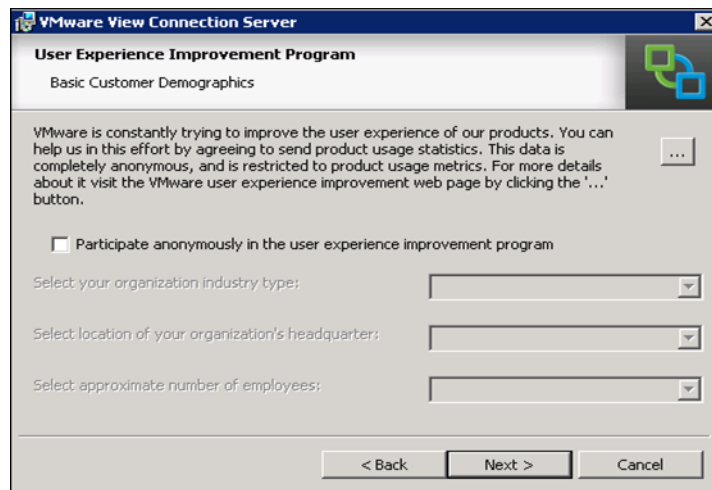 VMware View Connection Server
User Experience Improvement Program
Basic Customer Demographics
VMware is constantly trying to improve the user experience of our products. You can
help us in this effort by agreeing to send product usage statistics. This data is
completely anonymous, and is restricted to product usage metrics. For more details
about it visit the VMware user experience improvement web page by clicking the '...'
button.
...
Participate anonymously in the user experience improvement program
Select your organization industry type:
Select location of your organization's headquarter:
Select approximate number of employees:
< Back Next > Cancel